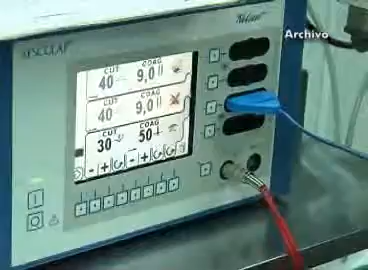 AESCULAP
Archivo
CUT COAG
40 9,0
CUT COAG
40 9,0
CUT COAG
30 50
- + - +